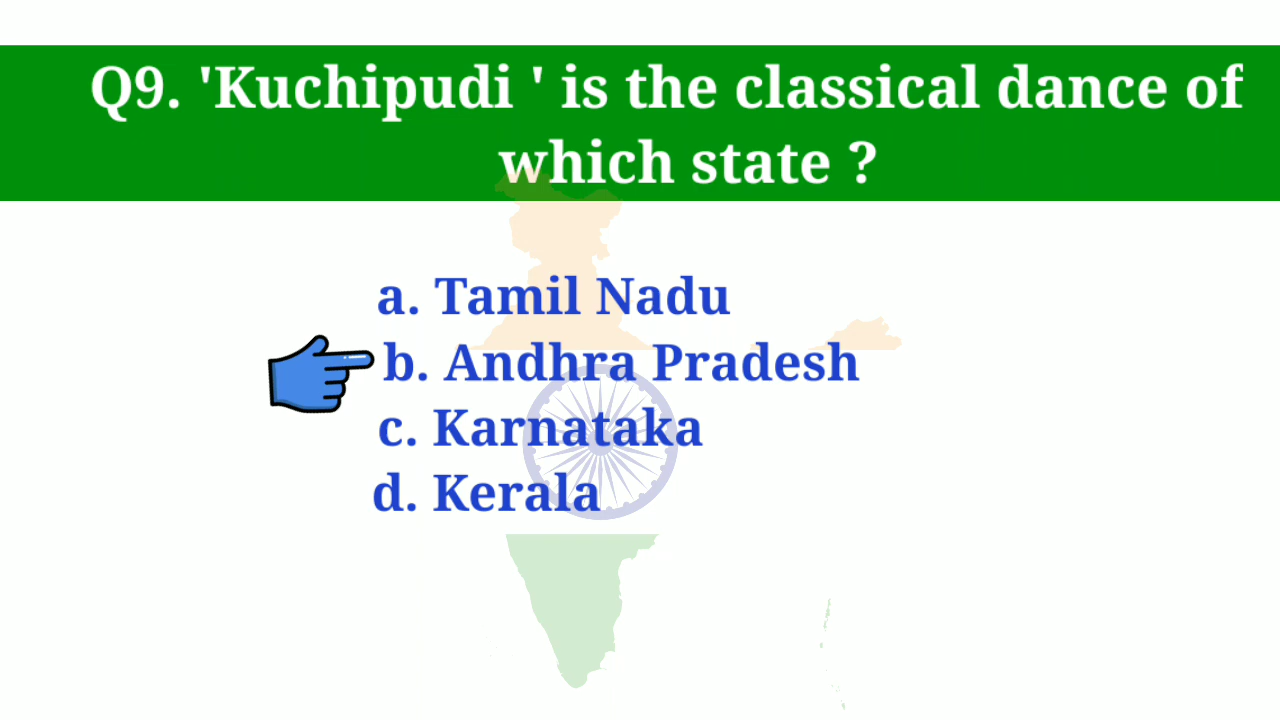 Q9. 'Kuchipudi ' is the classical dance of
which state ?
a. Tamil Nadu
b. Andhra Pradesh
c. Karnataka
d. Kerala